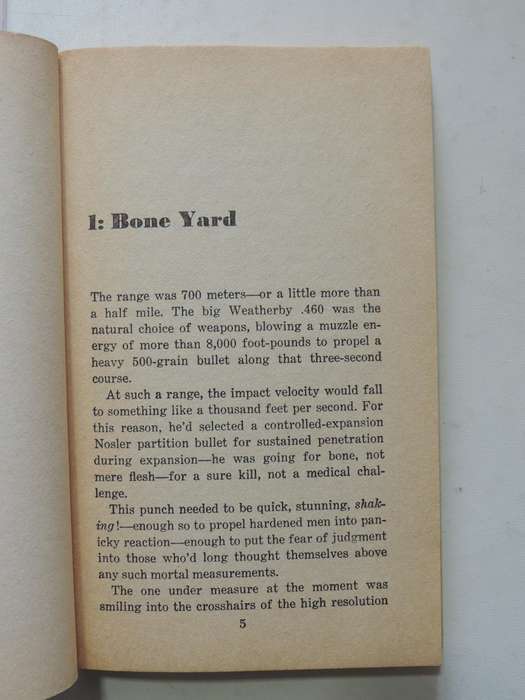 1: Bone Yard
The range was 700 meters—or a little more than
a half mile. The big Weatherby .460 was the
natural choice of weapons, blowing a muzzle en-
ergy of more than 8,000 foot-pounds to propel a
heavy 500-grain bullet along that three-second
course.
At such a range, the impact velocity would fall
to something like a thousand feet per second. For
this reason, he'd selected a controlled-expansion
Nosler partition bullet for sustained penetration
during expansion—he was going for bone, not
mere flesh—for a sure kill, not a medical chal-
lenge.
This punch needed to be quick, stunning, shak-
ing!—enough so to propel hardened men into pan-
icky reaction—enough to put the fear of judgment
into those who'd long thought themselves above
any such mortal measurements.
The one under measure at the moment was
smiling into the crosshairs of the high resolution
5